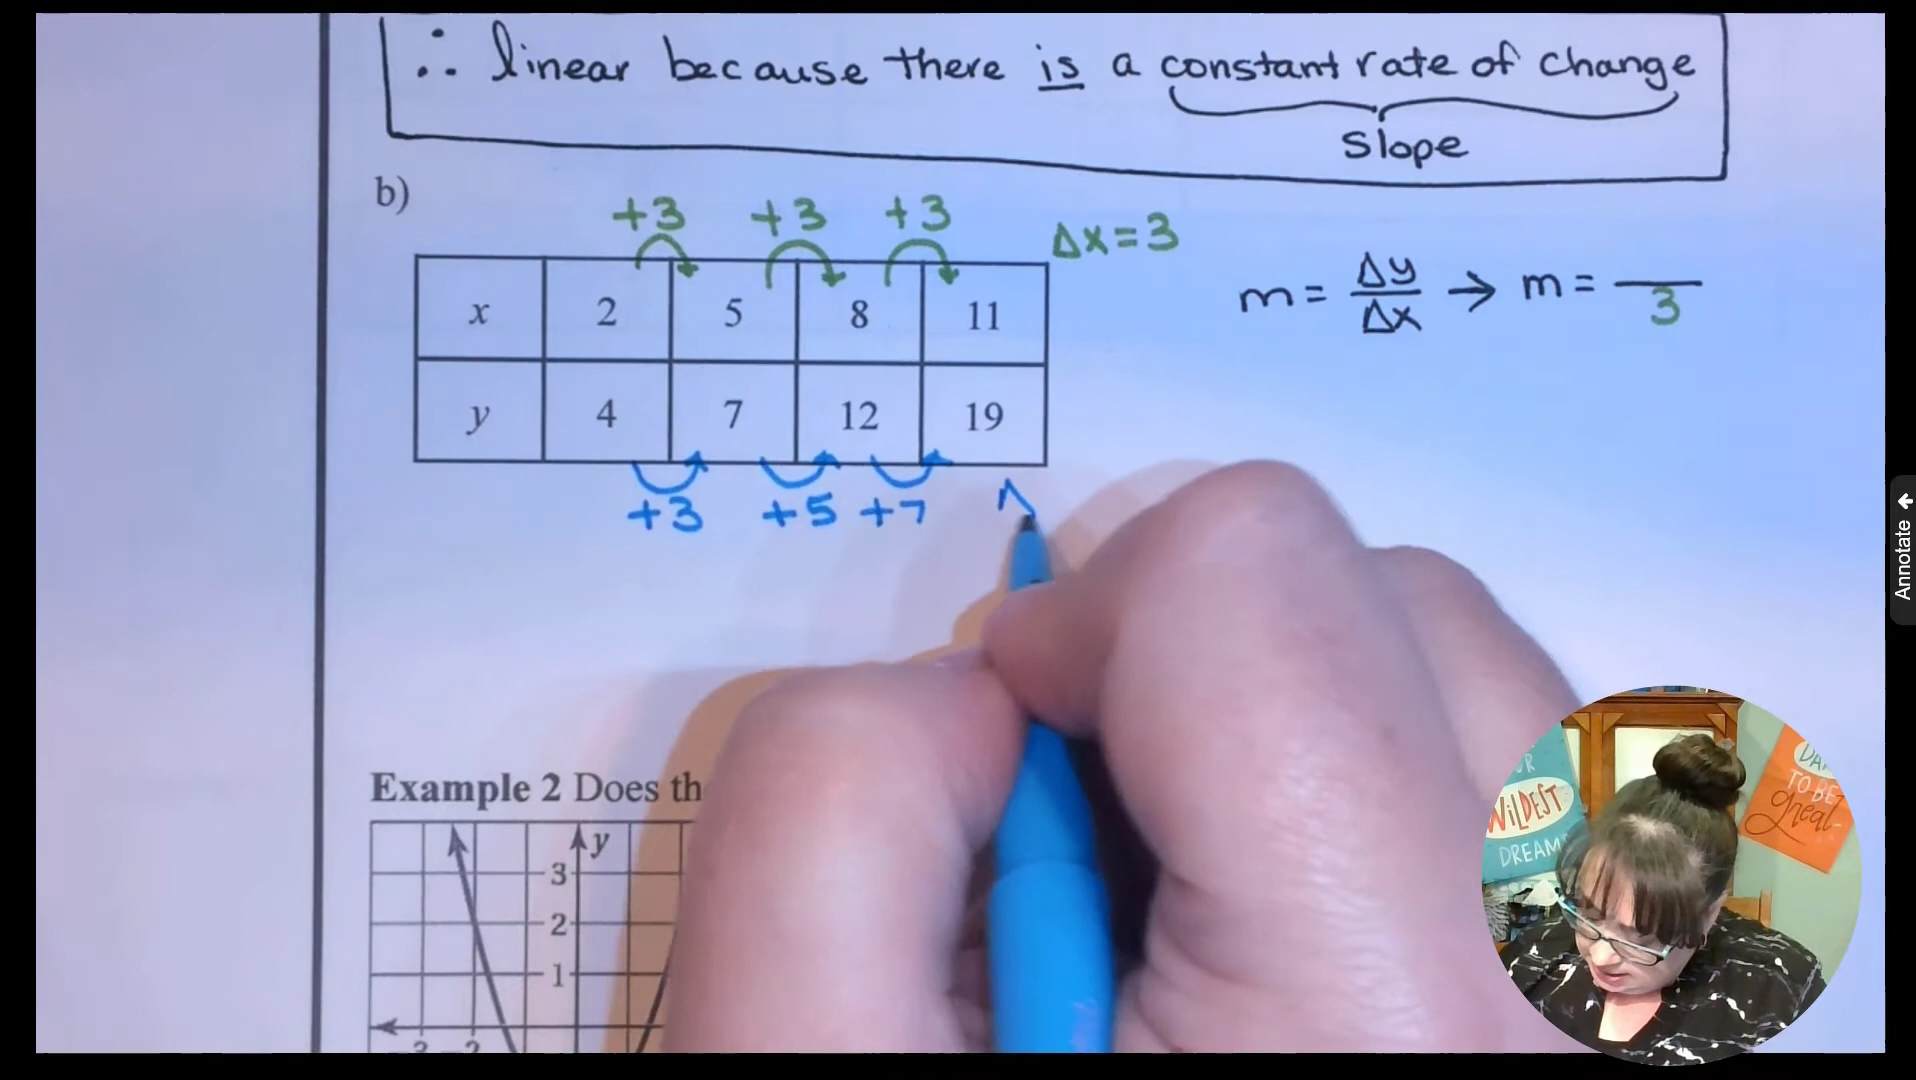 ∴ linear because there is a constant rate of change
slope
b)
+3 +3 +3
Δx = 3
x 2 5 8 11
y 4 7 12 19
+3 +5 +7
m = Δy/Δx → m = __/3
Example 2 Does th
y
3
2
1
WILDEST
DREAM
TO BE
great
Annotate